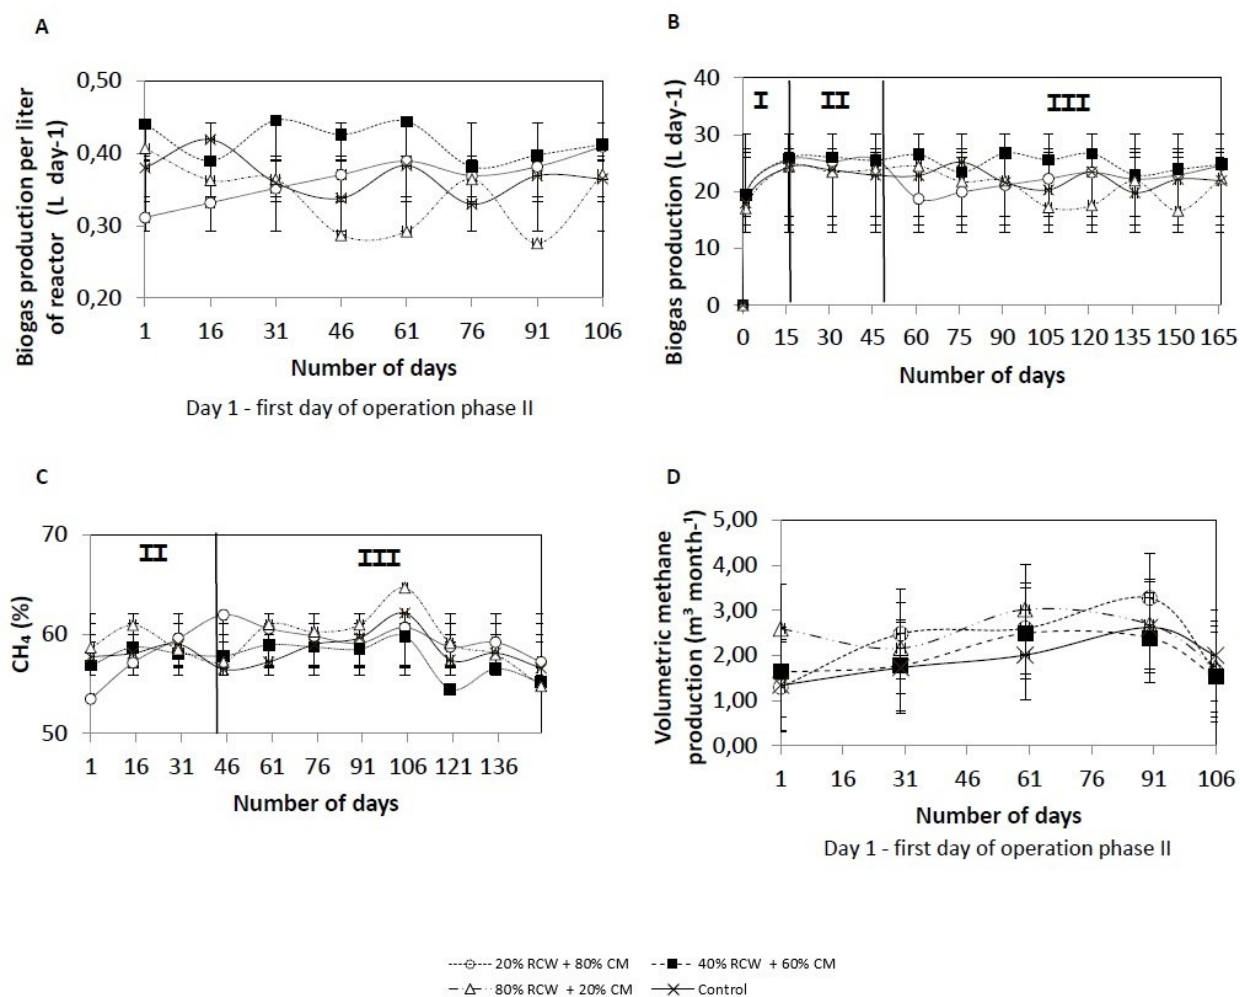 A
Biogas production per liter
of reactor (L day-1)
0,50
0,40
0,30
0,20
1 16 31 46 61 76 91 106
Number of days
Day 1 - first day of operation phase II
B
Biogas production (L day-1)
40
30
20
10
0
I II III
0 15 30 45 60 75 90 105 120 135 150 165
Number of days
C
CH₄ (%)
70
60
50
II III
1 16 31 46 61 76 91 106 121 136
Number of days
D
Volumetric methane
production (m³ month-¹)
5,00
4,00
3,00
2,00
1,00
0,00
1 16 31 46 61 76 91 106
Number of days
Day 1 - first day of operation phase II
20% RCW + 80% CM 40% RCW + 60% CM
80% RCW + 20% CM Control